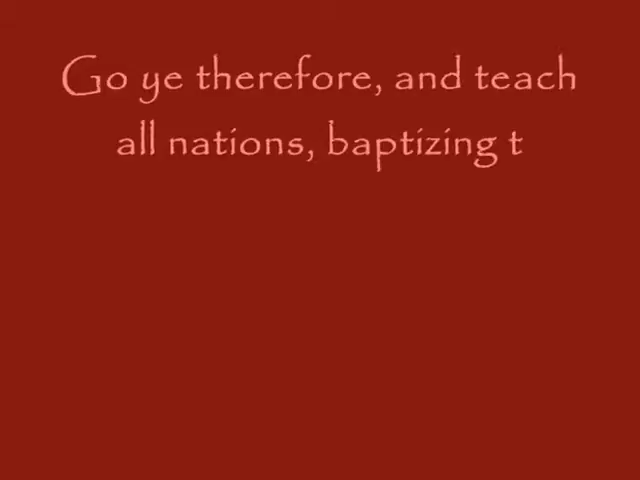 Go ye therefore, and teach
all nations, baptizing t